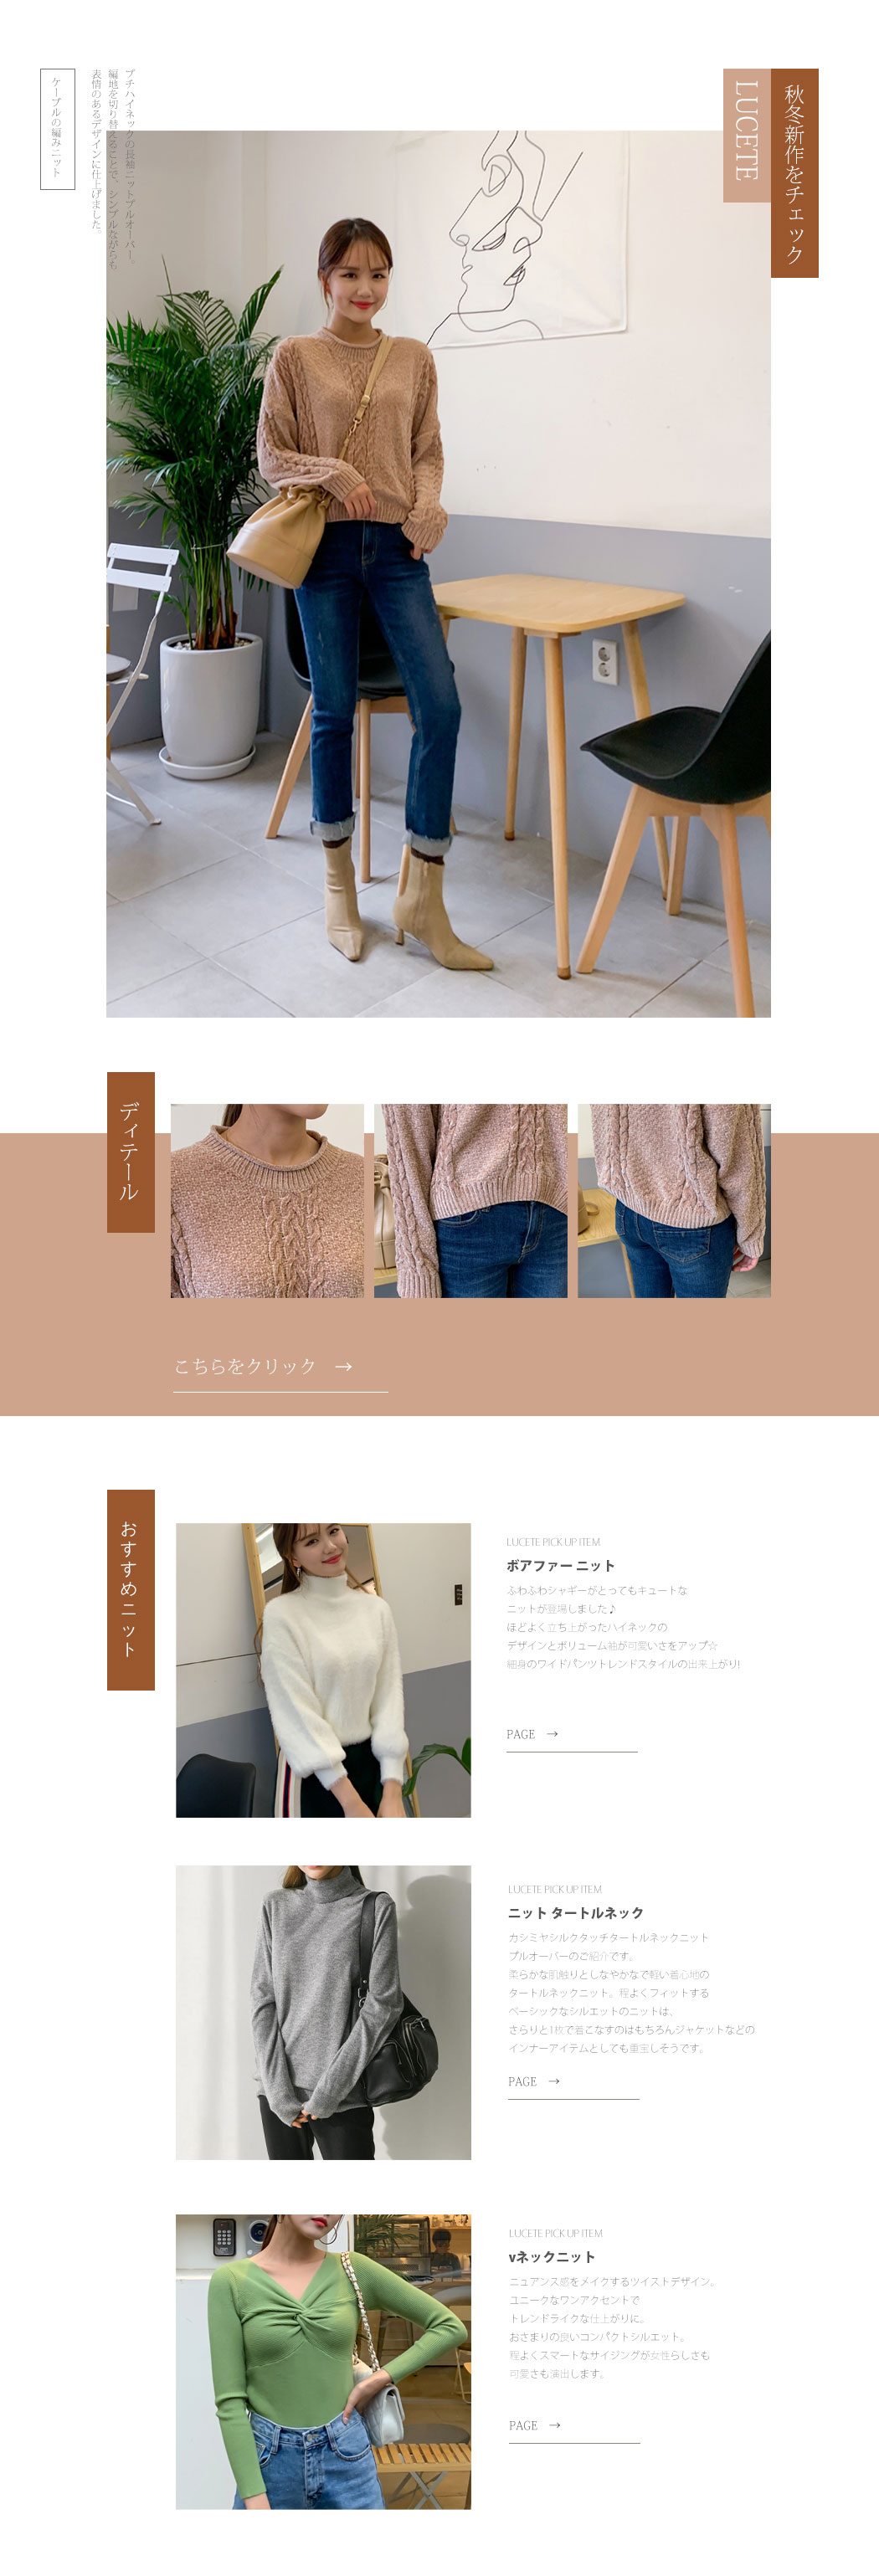 秋冬新作をチェック
LUCETE
プチハイネックの長袖ニットプルオーバー。
編地を切り替えることで、シンプルながらも
表情のあるデザインに仕上げました。
ケーブルの編みニット
ディテール
こちらをクリック →
おすすめニット
LUCETE PICK UP ITEM
ボアファー ニット
ふわふわシャギーがとってもキュートな
ニットが登場しました♪
ほどよく立ち上がったハイネックの
デザインとボリューム袖が可愛いさをアップ☆
細身のワイドパンツトレンドスタイルの出来上がり!
PAGE →
LUCETE PICK UP ITEM
ニット タートルネック
カシミヤシルクタッチタートルネックニット
プルオーバーのご紹介です。
柔らかな肌触りとしなやかなで軽い着心地の
タートルネックニット。程よくフィットする
ベーシックなシルエットのニットは、
さらりと1枚で着こなすのはもちろんジャケットなどの
インナーアイテムとしても重宝しそうです。
PAGE →
LUCETE PICK UP ITEM
vネックニット
ニュアンス感をメイクするツイストデザイン。
ユニークなワンアクセントで
トレンドライクな仕上がりに。
おさまりの良いコンパクトシルエット。
程よくスマートなサイジングが女性らしさも
可愛さも演出します。
PAGE →